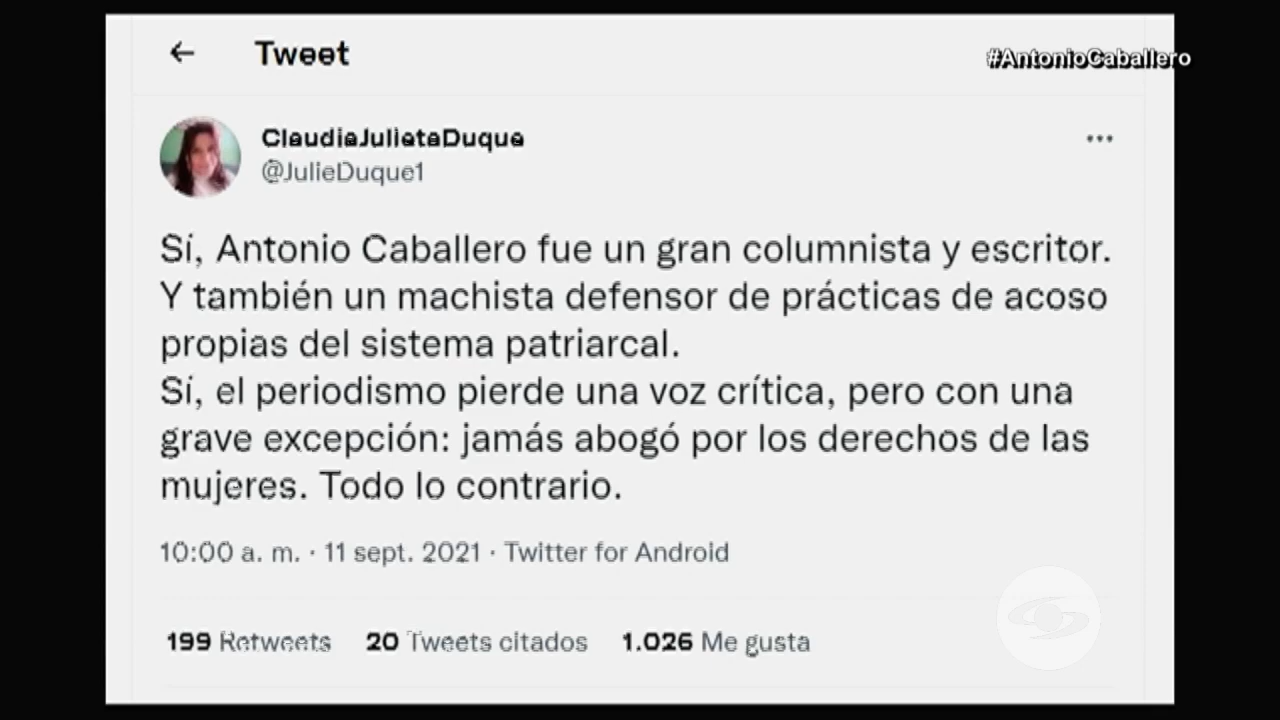 Tweet
#AntonioCaballero
ClaudiaJulietaDuque
@JulieDuque1
Sí, Antonio Caballero fue un gran columnista y escritor.
Y también un machista defensor de prácticas de acoso
propias del sistema patriarcal.
Sí, el periodismo pierde una voz crítica, pero con una
grave excepción: jamás abogó por los derechos de las
mujeres. Todo lo contrario.
10:00 a. m. · 11 sept. 2021 · Twitter for Android
199 Retweets 20 Tweets citados 1.026 Me gusta